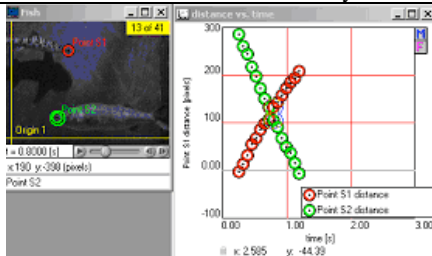 Fish
13 of 41
Point S1
Point S2
Origin 1
t = 0.8000 [s]
x:190 y:-398 (pixels)
Point S2
distance vs. time
M
F
Point S1 distance (pixels)
300
200
100
0.00
-100
0.00
1.00
2.00
3.00
time [s]
Point S1 distance
Point S2 distance
x: 2.585 y: -44.39